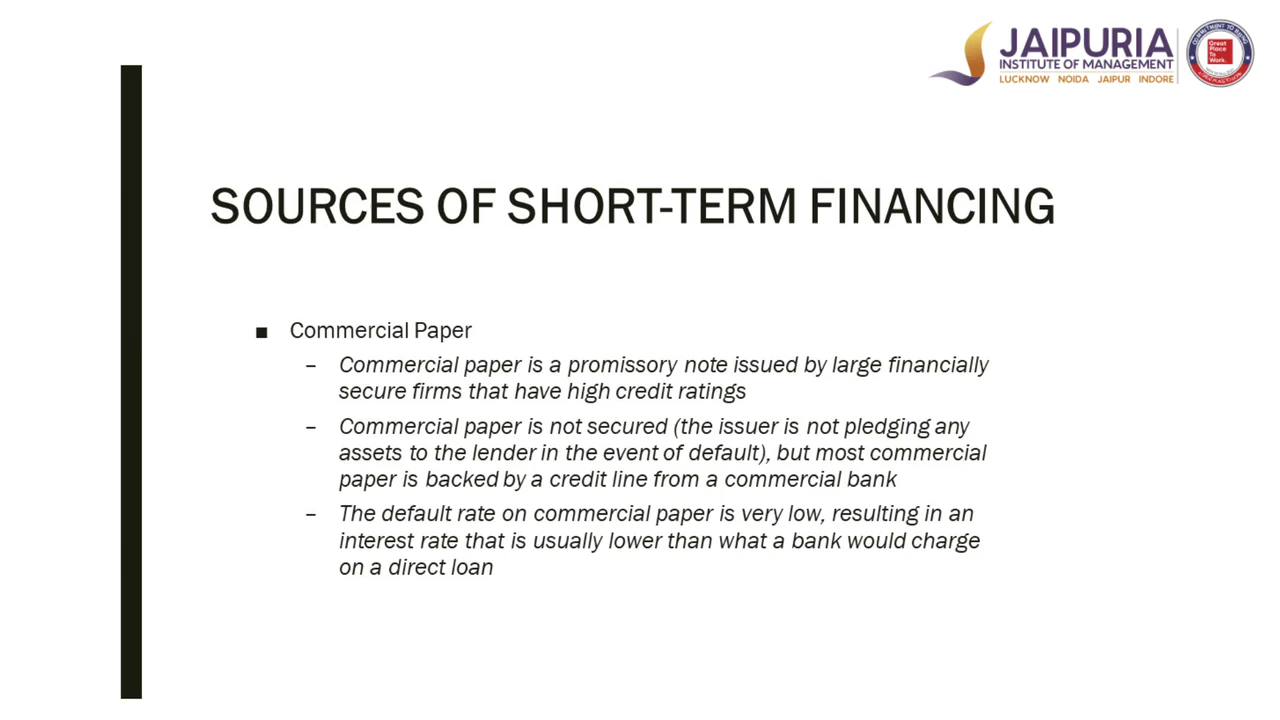 JAIPURIA
INSTITUTE OF MANAGEMENT
LUCKNOW NOIDA JAIPUR INDORE
Great
Place
To
Work.
SOURCES OF SHORT-TERM FINANCING
■ Commercial Paper
– Commercial paper is a promissory note issued by large financially
secure firms that have high credit ratings
– Commercial paper is not secured (the issuer is not pledging any
assets to the lender in the event of default), but most commercial
paper is backed by a credit line from a commercial bank
– The default rate on commercial paper is very low, resulting in an
interest rate that is usually lower than what a bank would charge
on a direct loan